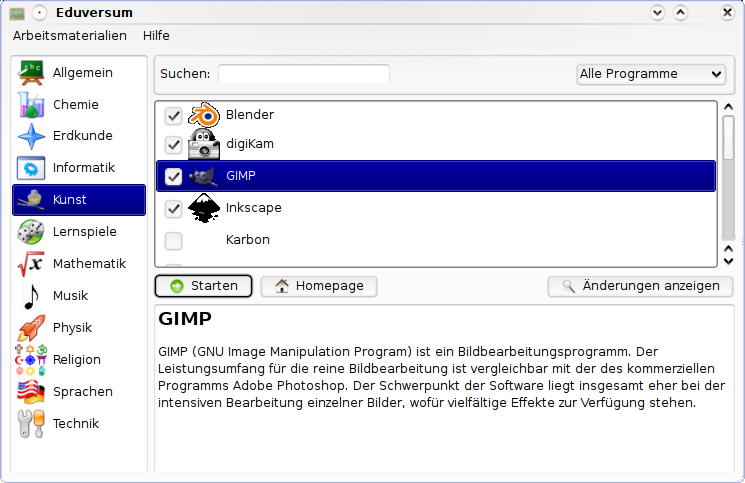 Eduversum
Arbeitsmaterialien Hilfe
Allgemein
Chemie
Erdkunde
Informatik
Kunst
Lernspiele
Mathematik
Musik
Physik
Religion
Sprachen
Technik
Suchen: Alle Programme
Blender
digiKam
GIMP
Inkscape
Karbon
Starten Homepage Änderungen anzeigen
GIMP
GIMP (GNU Image Manipulation Program) ist ein Bildbearbeitungsprogramm. Der
Leistungsumfang für die reine Bildbearbeitung ist vergleichbar mit der des kommerziellen
Programms Adobe Photoshop. Der Schwerpunkt der Software liegt insgesamt eher bei der
intensiven Bearbeitung einzelner Bilder, wofür vielfältige Effekte zur Verfügung stehen.